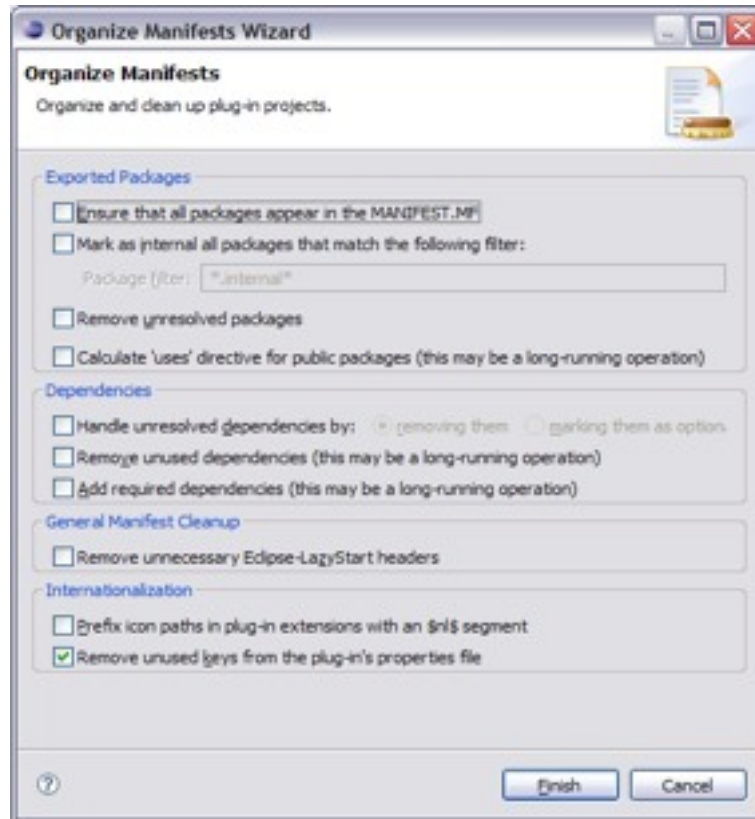 Organize Manifests Wizard
Organize Manifests
Organize and clean up plug-in projects.
Exported Packages
Ensure that all packages appear in the MANIFEST.MF
Mark as internal all packages that match the following filter:
Package filter: *.internal*
Remove unresolved packages
Calculate 'uses' directive for public packages (this may be a long-running operation)
Dependencies
Handle unresolved dependencies by: removing them marking them as option
Remove unused dependencies (this may be a long-running operation)
Add required dependencies (this may be a long-running operation)
General Manifest Cleanup
Remove unnecessary Eclipse-LazyStart headers
Internationalization
Prefix icon paths in plug-in extensions with an $nl$ segment
Remove unused keys from the plug-in's properties file
? Finish Cancel